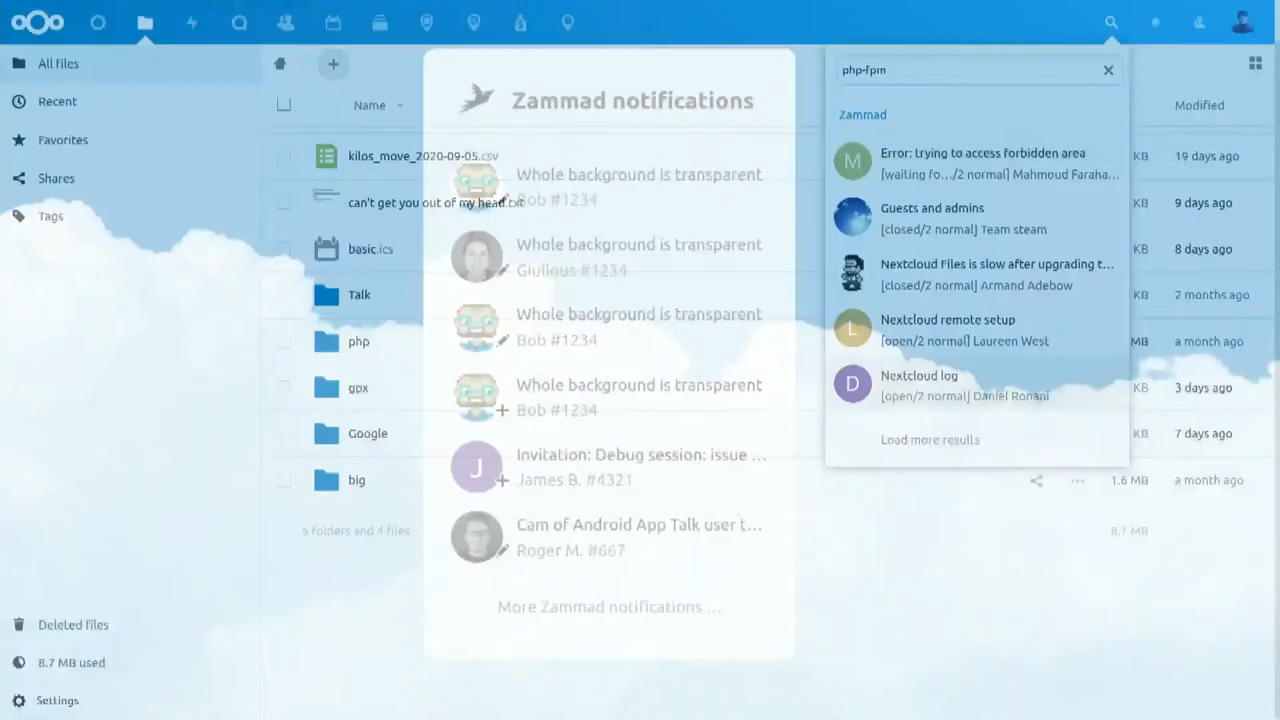 All files
Recent
Favorites
Shares
Tags
Deleted files
8.7 MB used
Settings
Name
kilos_move_2020-09-05.csv
can't get you out of my head.txt
basic.ics
Talk
php
gpx
Google
big
5 folders and 4 files
Zammad notifications
Whole background is transparent
Bob #1234
Whole background is transparent
Giulious #1234
Whole background is transparent
Bob #1234
Whole background is transparent
Bob #1234
Invitation: Debug session: issue ...
James B. #4321
Cam of Android App Talk user t...
Roger M. #667
More Zammad notifications ...
php-fpm
Zammad
M
Error: trying to access forbidden area
[waiting fo.../2 normal] Mahmoud Faraha...
Guests and admins
[closed/2 normal] Team steam
Nextcloud Files is slow after upgrading t...
[closed/2 normal] Armand Adebow
L
Nextcloud remote setup
[open/2 normal] Laureen West
D
Nextcloud log
[open/2 normal] Daniel Ronani
Load more results
J
Modified
KB 19 days ago
KB 9 days ago
KB 8 days ago
KB 2 months ago
MB a month ago
KB 3 days ago
KB 7 days ago
1.6 MB a month ago
8.7 MB